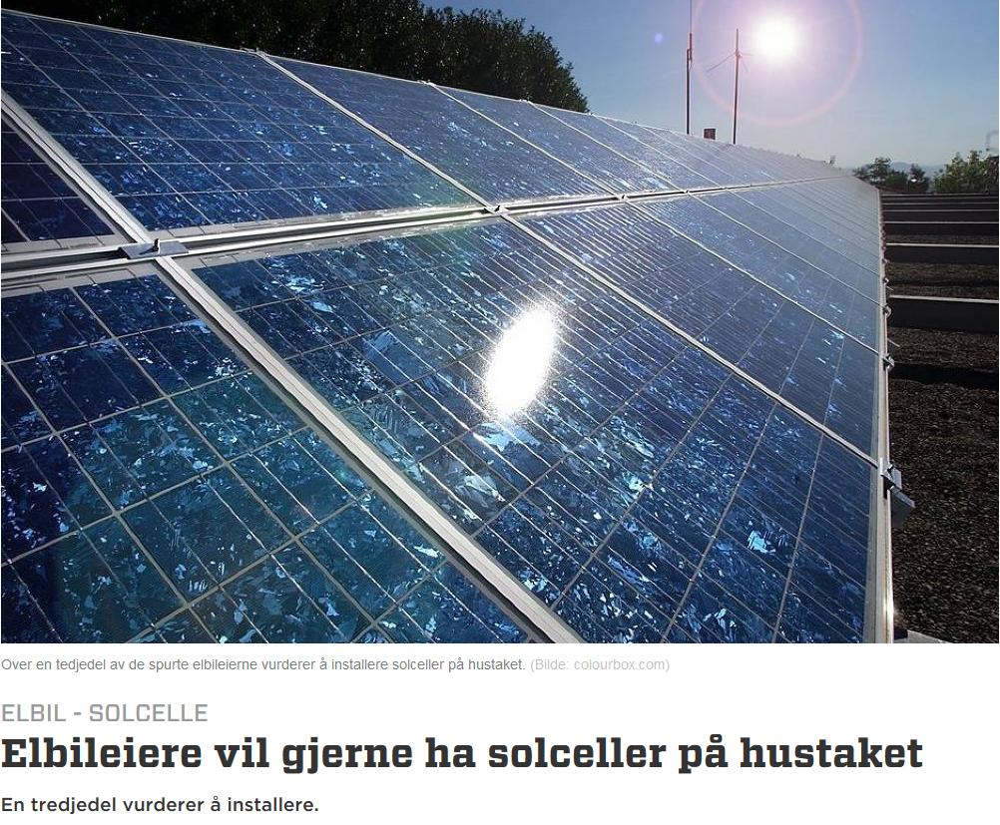 Over en tedjedel av de spurte elbileierne vurderer å installere solceller på hustaket. (Bilde: colourbox.com)
ELBIL - SOLCELLE
Elbileiere vil gjerne ha solceller på hustaket
En tredjedel vurderer å installere.